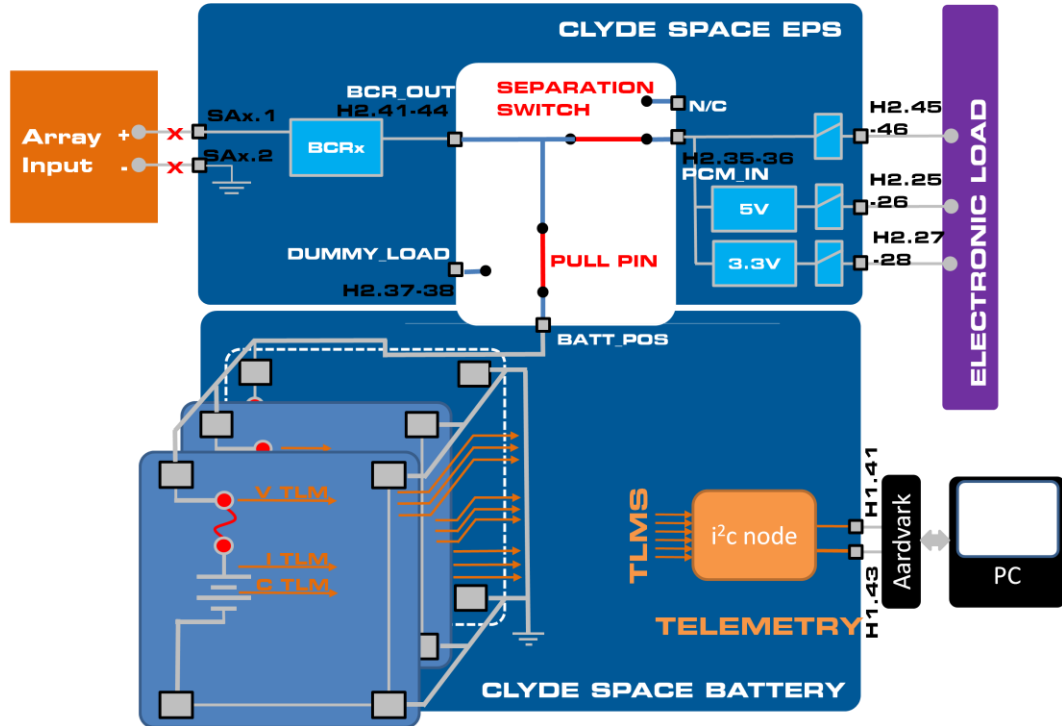 CLYDE SPACE EPS
Array
Input
+
-
x
x
SAx.1
SAx.2
BCRx
BCR_OUT
H2.41-44
SEPARATION
SWITCH
N/C
H2.35-36
PCM_IN
5V
3.3V
H2.45
-46
H2.25
-26
H2.27
-28
ELECTRONIC LOAD
DUMMY_LOAD
H2.37-38
PULL PIN
BATT_POS
V TLM
I TLM
C TLM
TLMS
i²c node
H1.41
H1.43
Aardvark
PC
TELEMETRY
CLYDE SPACE BATTERY